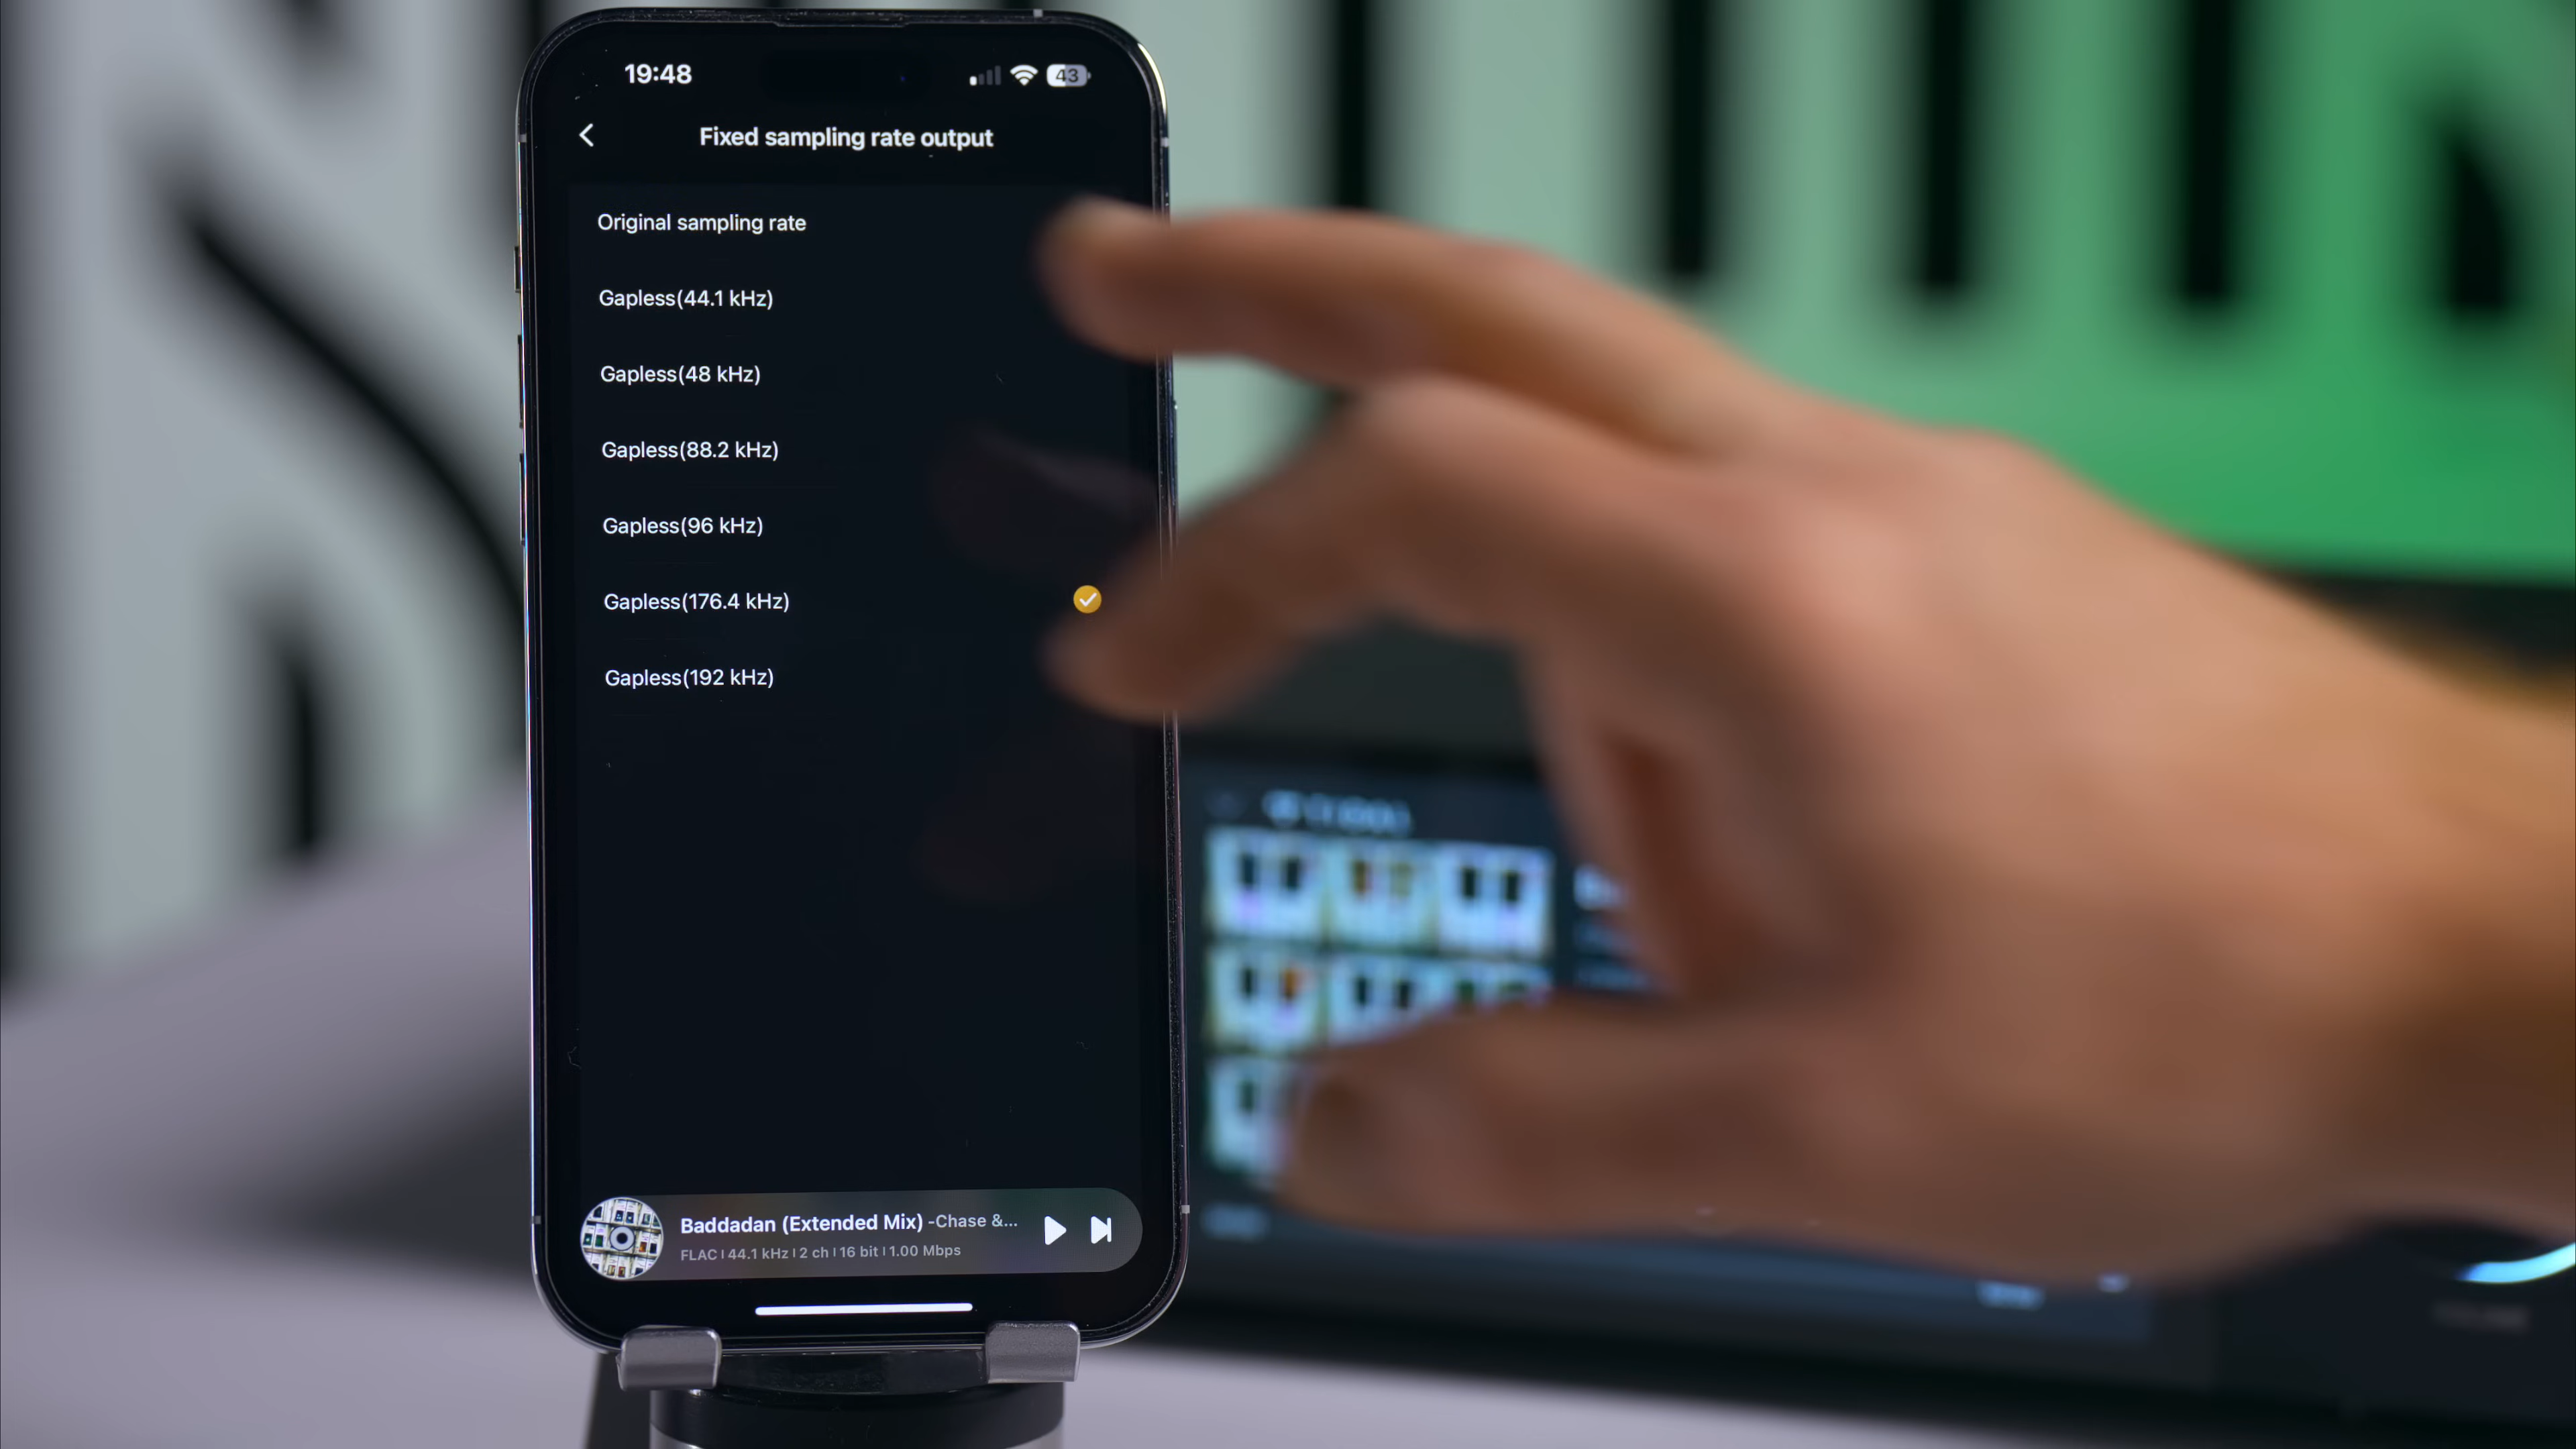 19:48
43
Fixed sampling rate output
Original sampling rate
Gapless(44.1 kHz)
Gapless(48 kHz)
Gapless(88.2 kHz)
Gapless(96 kHz)
Gapless(176.4 kHz)
Gapless(192 kHz)
Baddadan (Extended Mix) -Chase &...
FLAC | 44.1 kHz | 2 ch | 16 bit | 1.00 Mbps